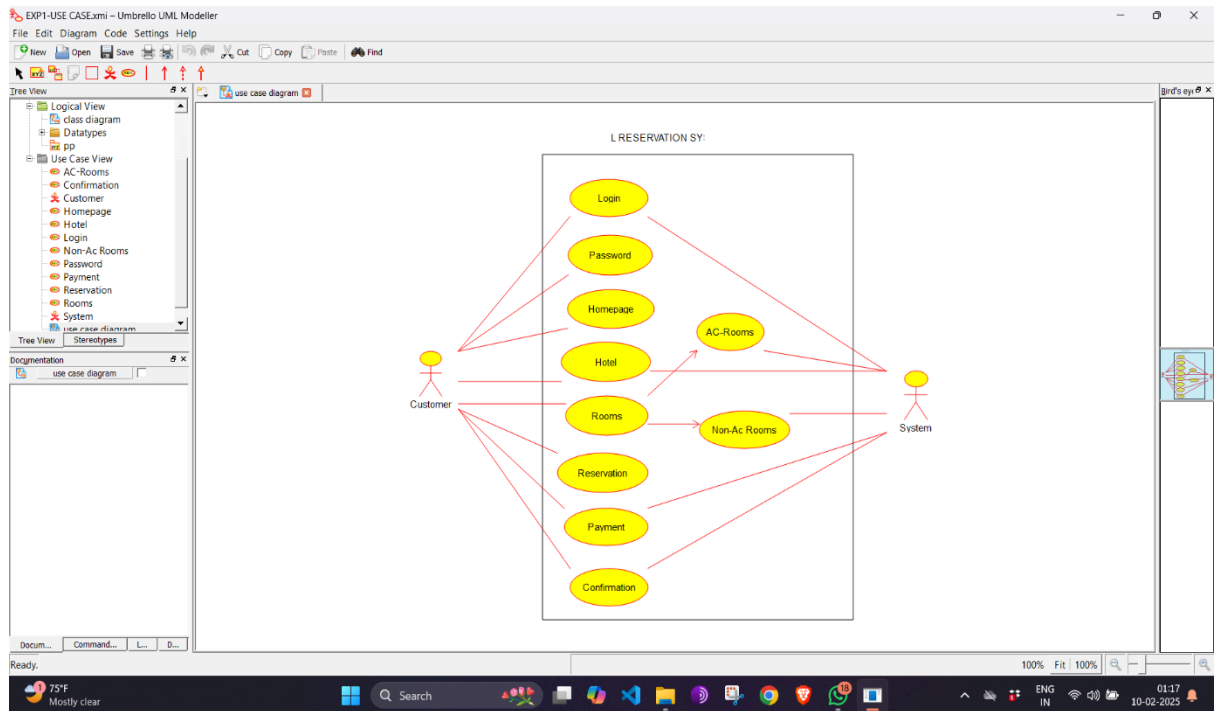 EXP1-USE CASE.xmi – Umbrello UML Modeller
File Edit Diagram Code Settings Help
New Open Save Cut Copy Paste Find
Tree View
use case diagram
Bird's eye
Logical View
class diagram
Datatypes
pp
Use Case View
AC-Rooms
Confirmation
Customer
Homepage
Hotel
Login
Non-Ac Rooms
Password
Payment
Reservation
Rooms
System
use case diagram
Tree View Stereotypes
Documentation
use case diagram
L RESERVATION SY:
Login
Password
Homepage
AC-Rooms
Hotel
Customer
Rooms
Non-Ac Rooms
System
Reservation
Payment
Confirmation
Docum... Command... L... D...
Ready.
100% Fit 100%
1
75°F
Mostly clear
Search
18
ENG
IN
01:17
10-02-2025